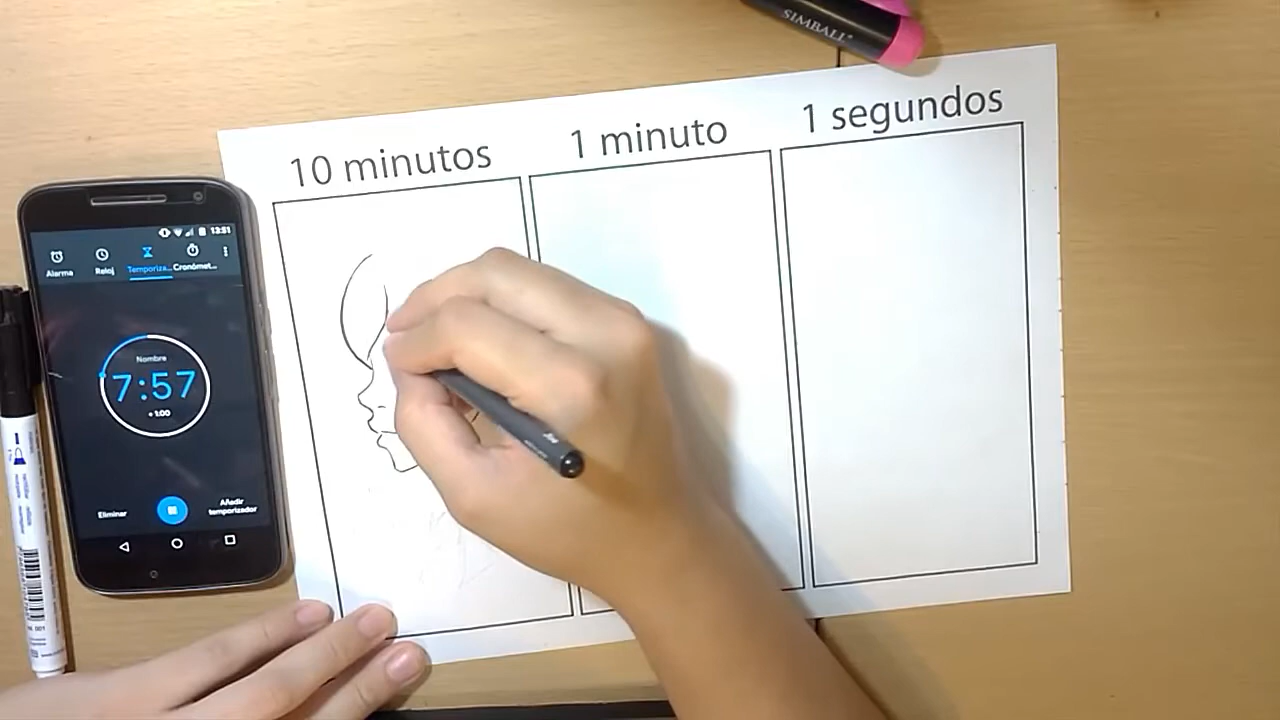 SIMBALL
10 minutos
1 minuto
1 segundos
13:51
Alarma
Reloj
Temporiza...
Cronómet...
Nombre
7:57
+1:00
Eliminar
Añadir
temporizador